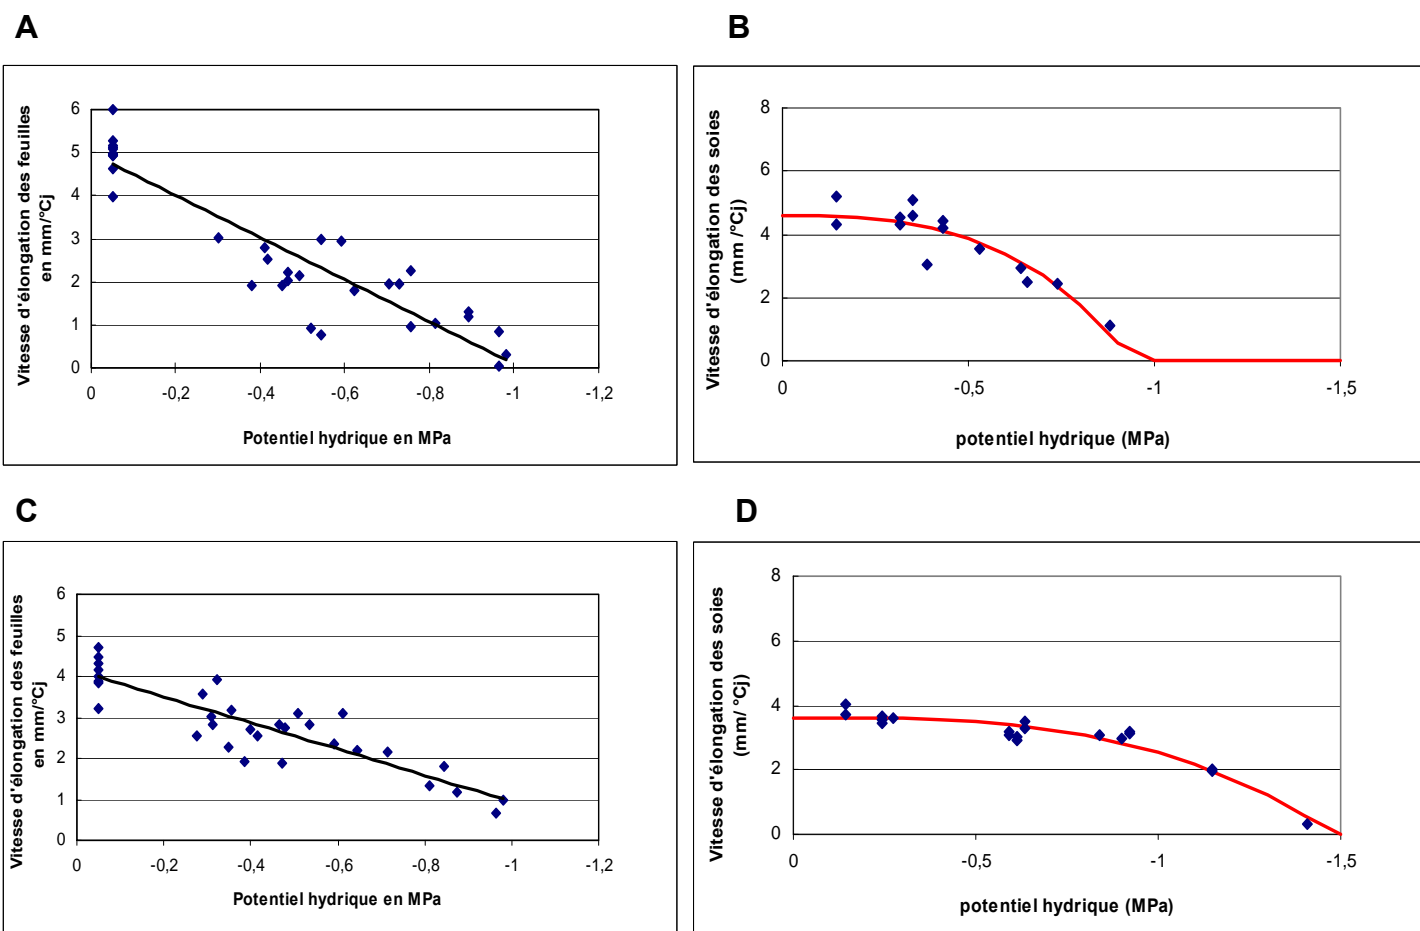 A
Vitesse d'élongation des feuilles
en mm/°Cj
6
5
4
3
2
1
0
0 -0,2 -0,4 -0,6 -0,8 -1 -1,2
Potentiel hydrique en MPa
B
Vitesse d'élongation des soies
(mm /°Cj)
8
6
4
2
0
0 -0,5 -1 -1,5
potentiel hydrique (MPa)
C
Vitesse d'élongation des feuilles
en mm/°Cj
6
5
4
3
2
1
0
0 -0,2 -0,4 -0,6 -0,8 -1 -1,2
Potentiel hydrique en MPa
D
Vitesse d'élongation des soies
(mm/ °Cj)
8
6
4
2
0
0 -0,5 -1 -1,5
potentiel hydrique (MPa)